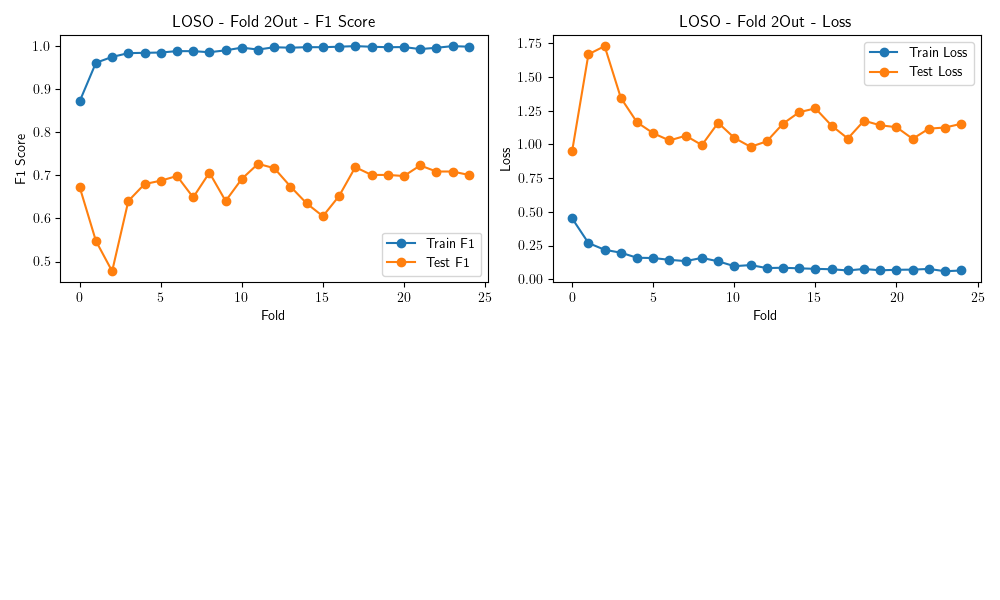 LOSO - Fold 2Out - F1 Score
F1 Score
1.0
0.9
0.8
0.7
0.6
0.5
Train F1
Test F1
0 5 10 15 20 25
Fold
LOSO - Fold 2Out - Loss
Loss
1.75
1.50
1.25
1.00
0.75
0.50
0.25
0.00
Train Loss
Test Loss
0 5 10 15 20 25
Fold